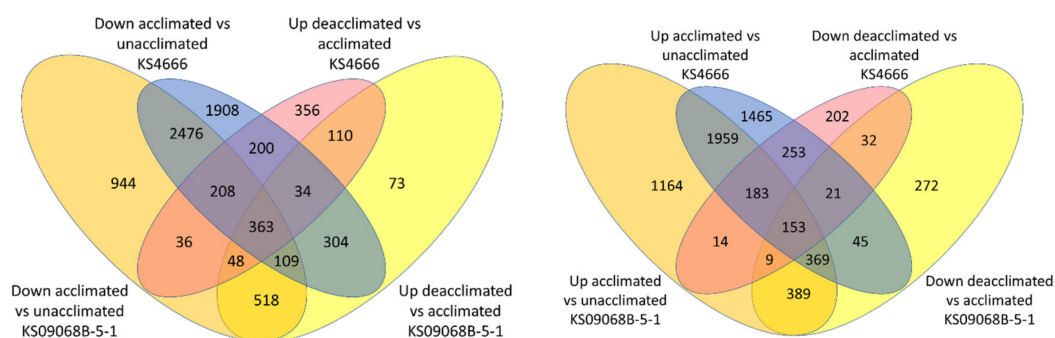 Down acclimated vs
unacclimated
KS4666
Up deacclimated vs
acclimated
KS4666
1908
356
2476
200
110
944
208
34
73
363
36
304
48
109
518
Down acclimated
vs unacclimated
KS09068B-5-1
Up deacclimated
vs acclimated
KS09068B-5-1
Up acclimated vs
unacclimated
KS4666
Down deacclimated vs
acclimated
KS4666
1465
202
1959
253
32
1164
183
21
272
153
14
45
9
369
389
Up acclimated
vs unacclimated
KS09068B-5-1
Down deacclimated
vs acclimated
KS09068B-5-1